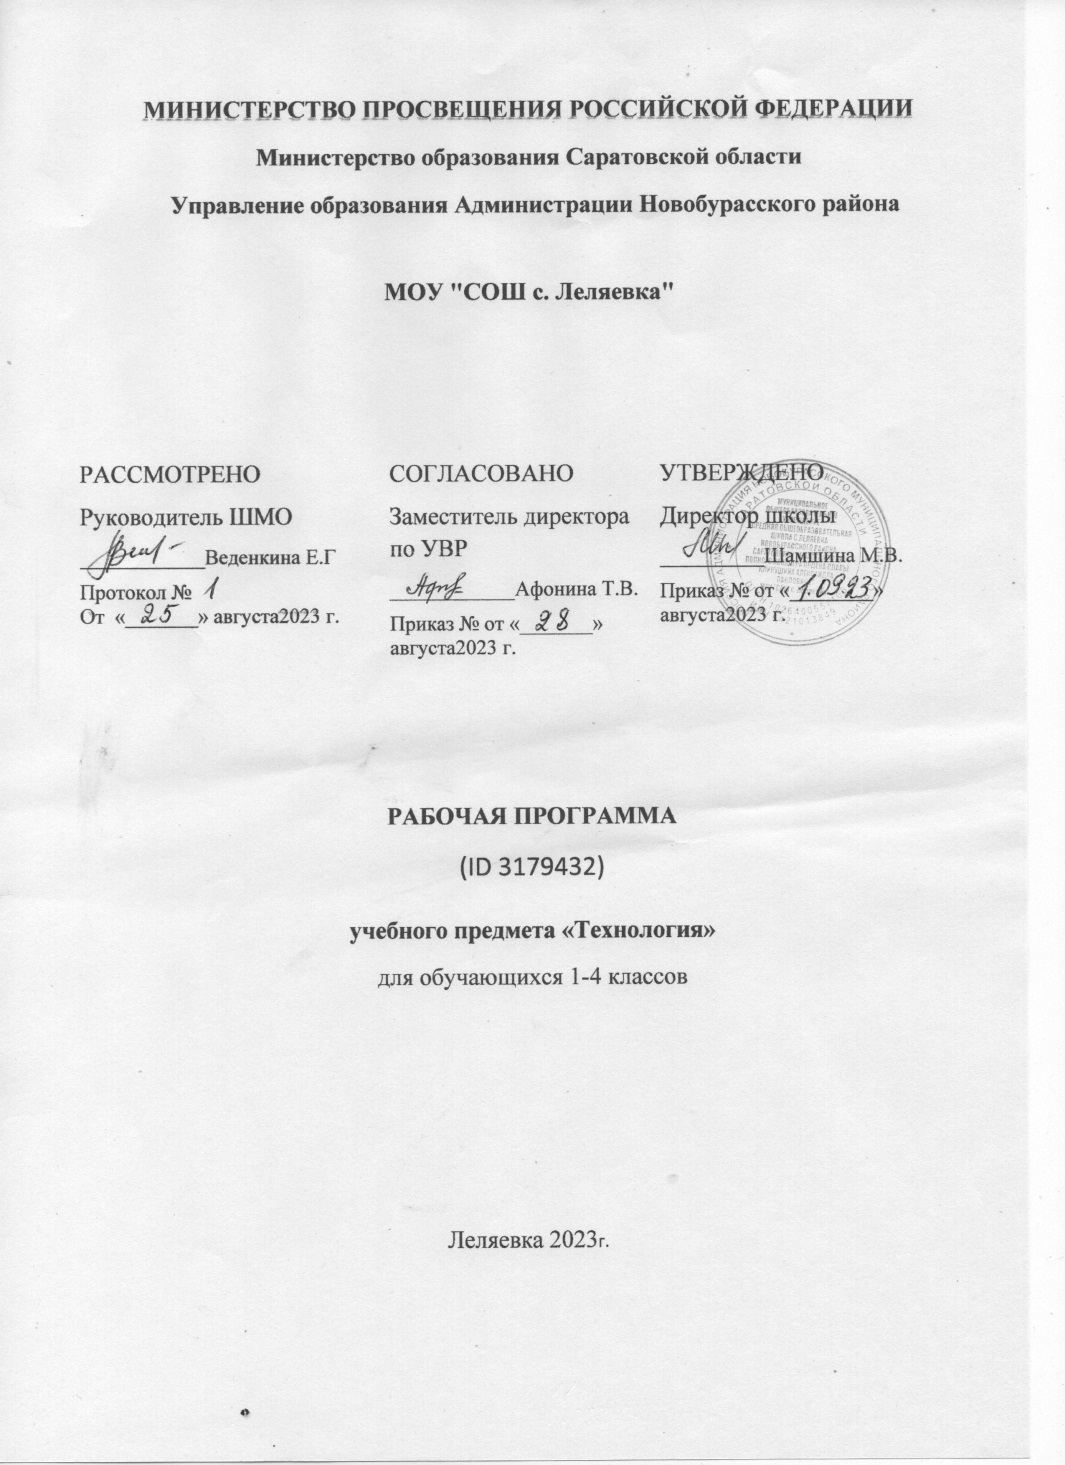 МИНИСТЕРСТВО ПРОСВЕЩЕНИЯ РОССИЙСКОЙ ФЕДЕРАЦИИ
Министерство образования Саратовской области
Управление образования Администрации Новобурасского района
МОУ "СОШ с. Леляевка"
РАССМОТРЕНО
Руководитель ШМО
Веденкина Е.Г
Протокол № 1
От «25» августа2023 г.
СОГЛАСОВАНО
Заместитель директора
по УВР
Афонина Т.В.
Приказ № от «28»
августа2023 г.
УТВЕРЖДЕНО
Директор школы
Шамшина М.В.
Приказ № от «1.09.23»
августа2023 г.
РАБОЧАЯ ПРОГРАММА
(ID 3179432)
учебного предмета «Технология»
для обучающихся 1-4 классов
Леляевка 2023г.